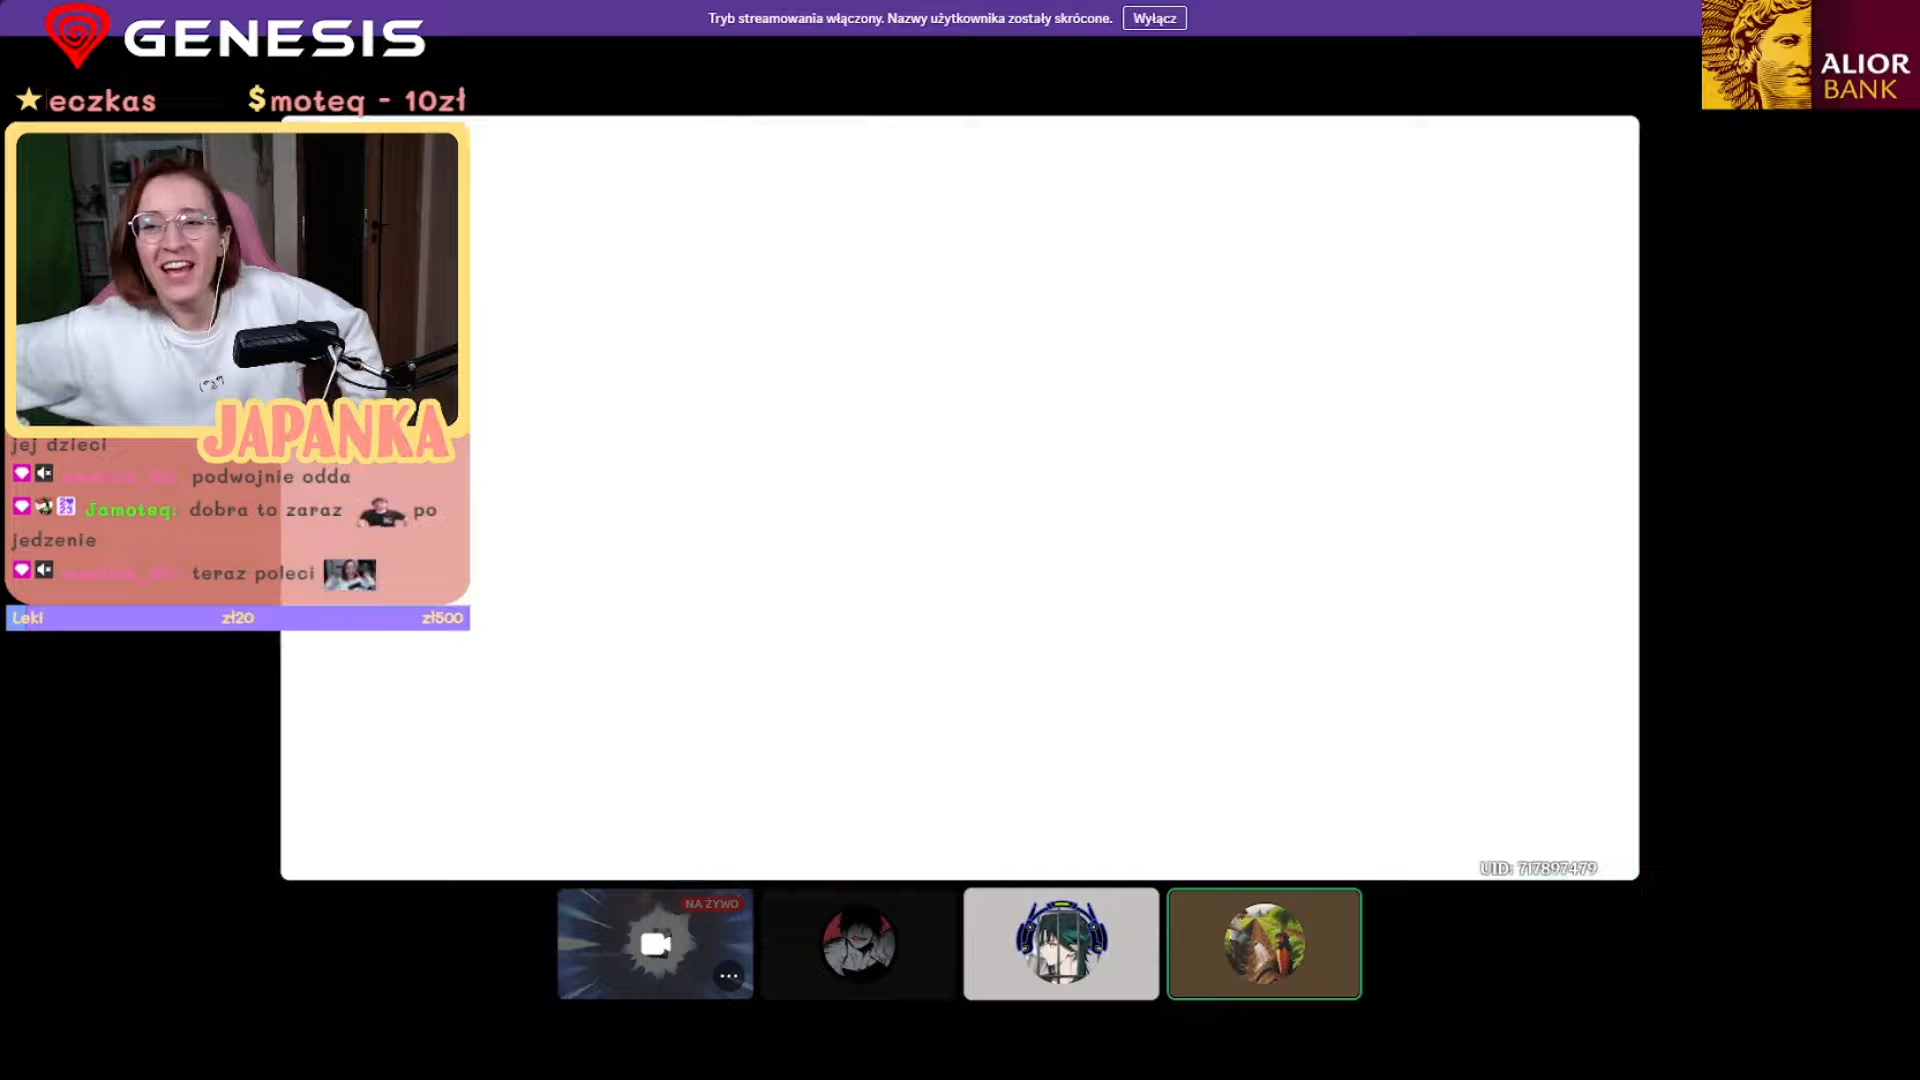 Tryb streamowania włączony. Nazwy użytkownika zostały skrócone.
Wyłącz
GENESIS
ALIOR
BANK
eczkas
$moteq - 10zł
JAPANKA
jej dzieci
podwojnie odda
Jamoteq: dobra to zaraz po
jedzenie
teraz poleci
Leki zł20 zł500
UID: 717897479
NA ŻYWO